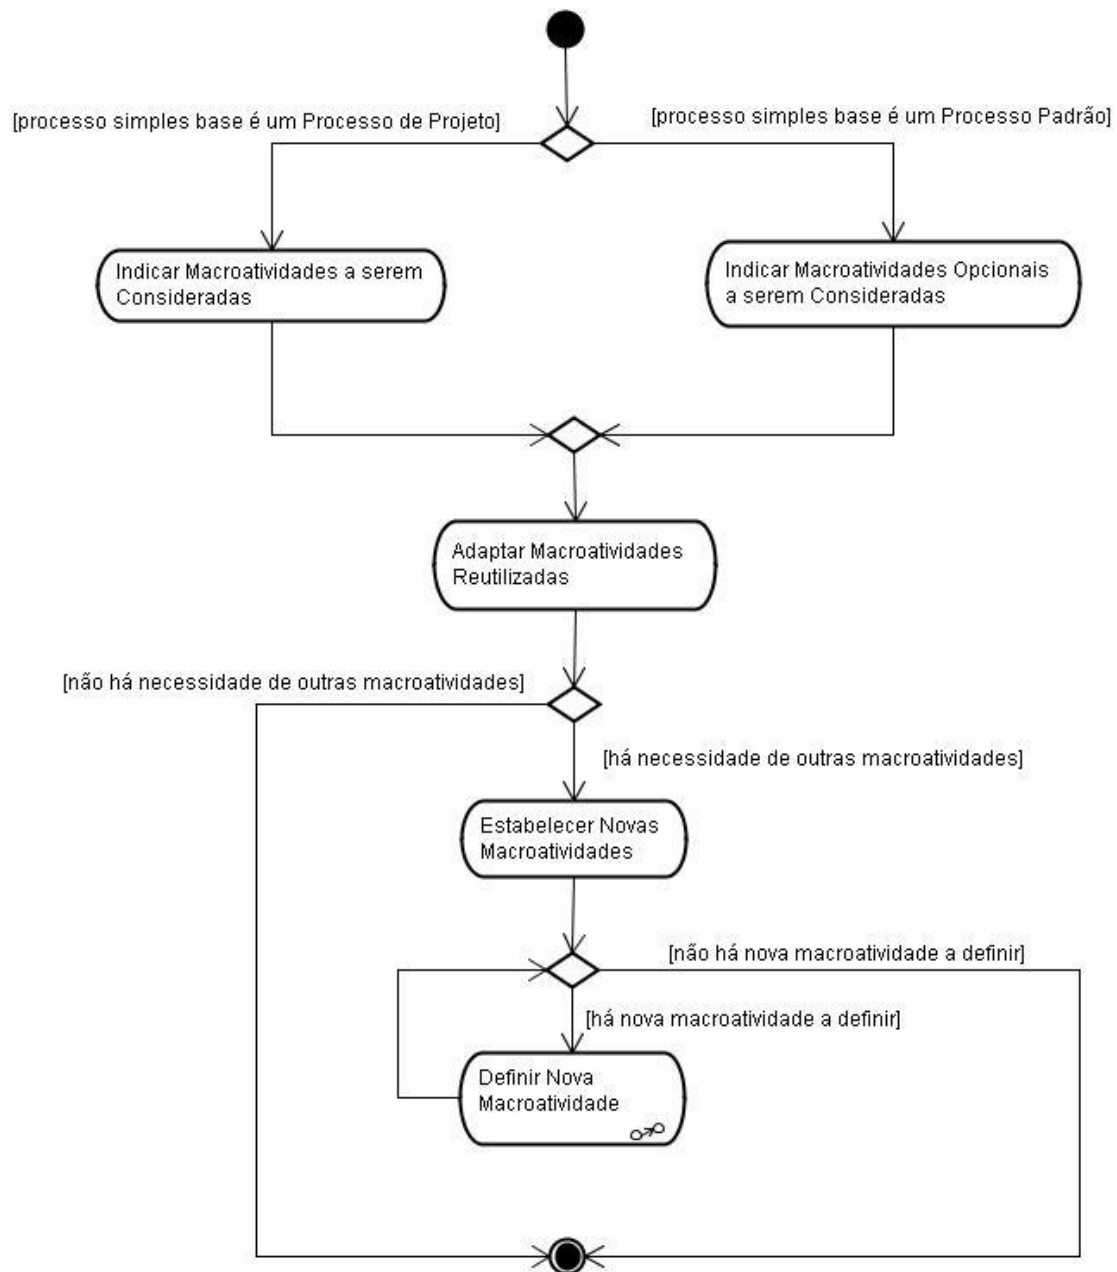 [processo simples base é um Processo de Projeto]
[processo simples base é um Processo Padrão]
Indicar Macroatividades a serem
Consideradas
Indicar Macroatividades Opcionais
a serem Consideradas
Adaptar Macroatividades
Reutilizadas
[não há necessidade de outras macroatividades]
[há necessidade de outras macroatividades]
Estabelecer Novas
Macroatividades
[não há nova macroatividade a definir]
[há nova macroatividade a definir]
Definir Nova
Macroatividade